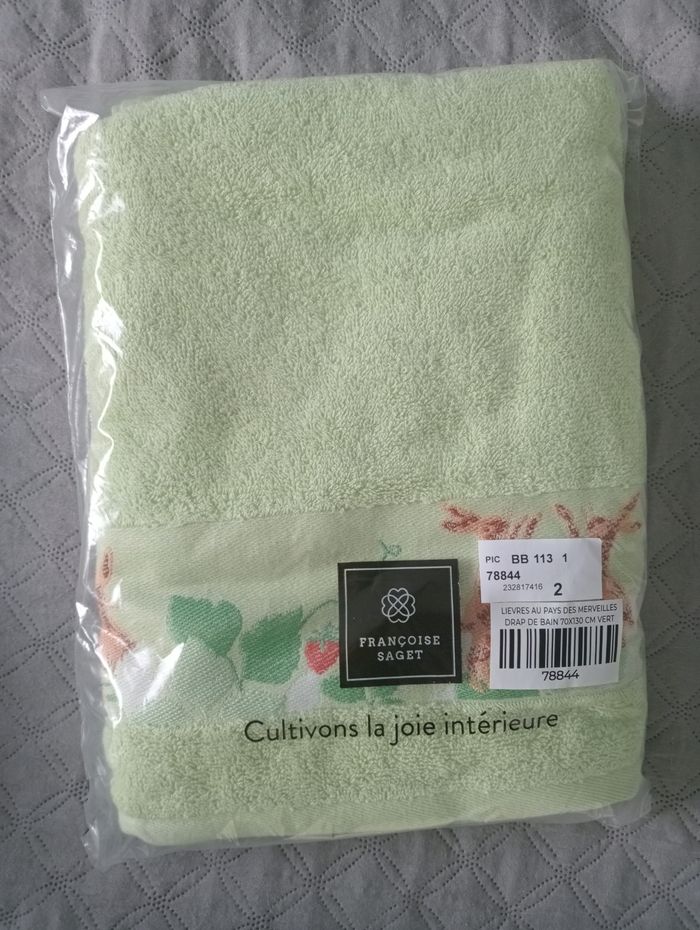 PIC BB 113 1
78844
232817416 2
LIEVRES AU PAYS DES MERVEILLES
DRAP DE BAIN 70X130 CM VERT
78844
FRANÇOISE
SAGET
Cultivons la joie intérieure